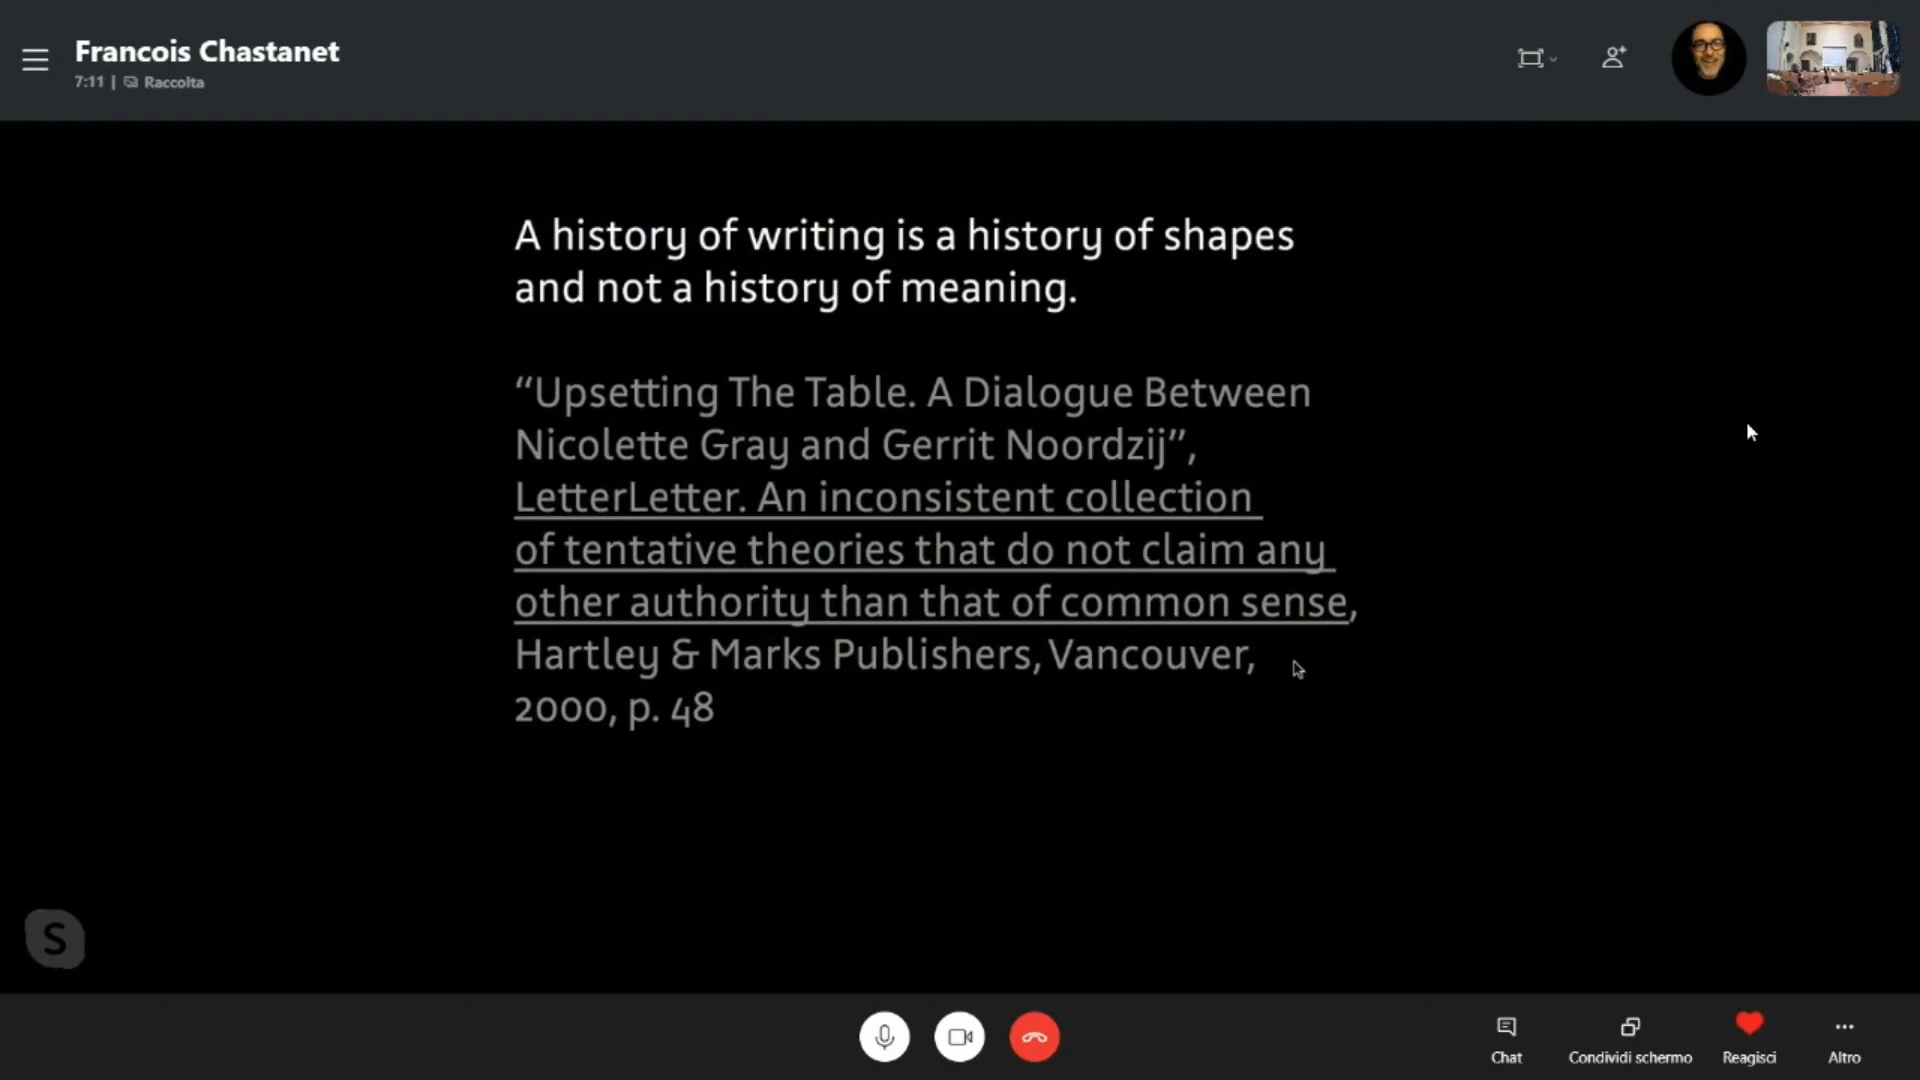 Francois Chastanet
7:11 | Raccolta
A history of writing is a history of shapes
and not a history of meaning.
“Upsetting The Table. A Dialogue Between
Nicolette Gray and Gerrit Noordzij”,
LetterLetter. An inconsistent collection
of tentative theories that do not claim any
other authority than that of common sense,
Hartley & Marks Publishers, Vancouver,
2000, p. 48
S
Chat
Condividi schermo
Reagisci
Altro